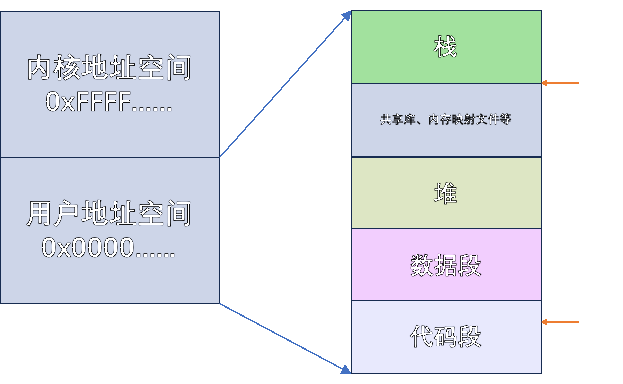 内核地址空间
0xFFFF......
用户地址空间
0x0000......
栈
共享库、内存映射文件等
堆
数据段
代码段